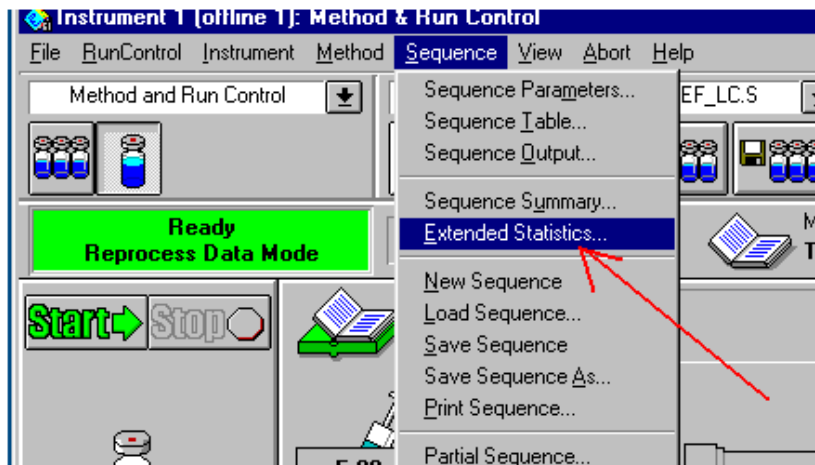 Instrument 1 (offline 1): Method & Run Control
File RunControl Instrument Method Sequence View Abort Help
Method and Run Control
EF_LC.S
Sequence Parameters...
Sequence Table...
Sequence Output...
Sequence Summary...
Extended Statistics...
New Sequence
Load Sequence...
Save Sequence
Save Sequence As...
Print Sequence...
Partial Sequence...
Ready
Reprocess Data Mode
M
T
Start
Stop